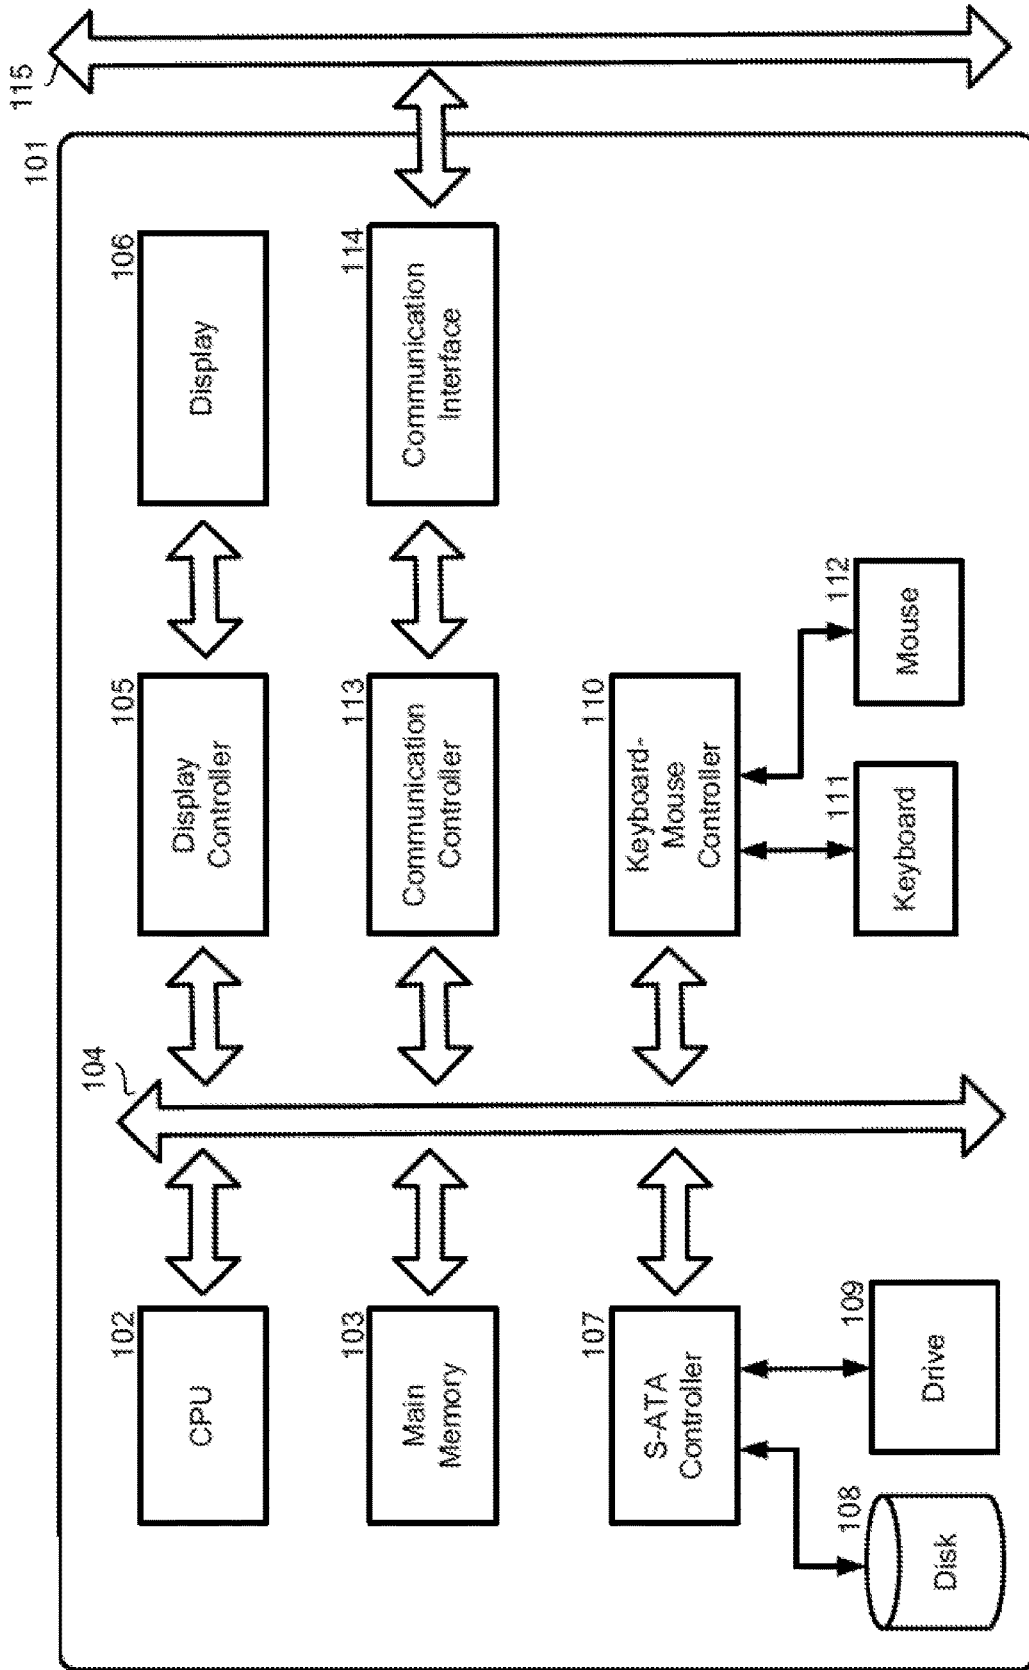 101
115
102
CPU
104
105
Display
Controller
106
Display
103
Main
Memory
113
Communication
Controller
114
Communication
Interface
107
S-ATA
Controller
110
Keyboard-
Mouse
Controller
108
Disk
109
Drive
111
Keyboard
112
Mouse